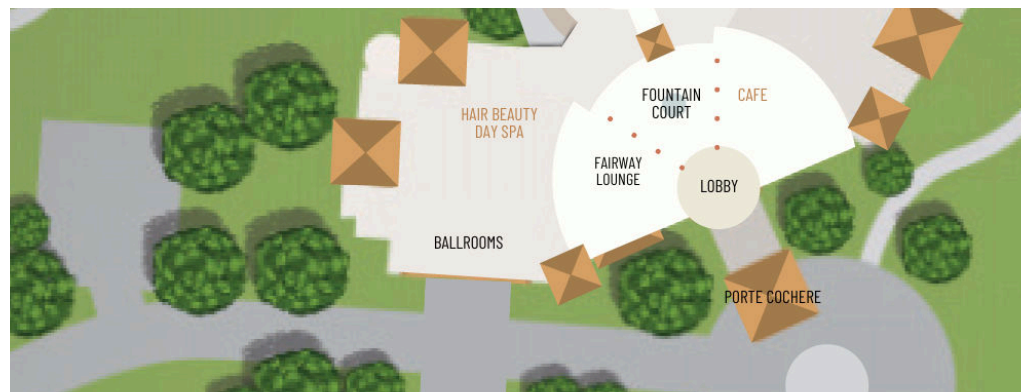 HAIR BEAUTY
DAY SPA
FOUNTAIN
COURT
CAFE
FAIRWAY
LOUNGE
LOBBY
BALLROOMS
PORTE COCHERE